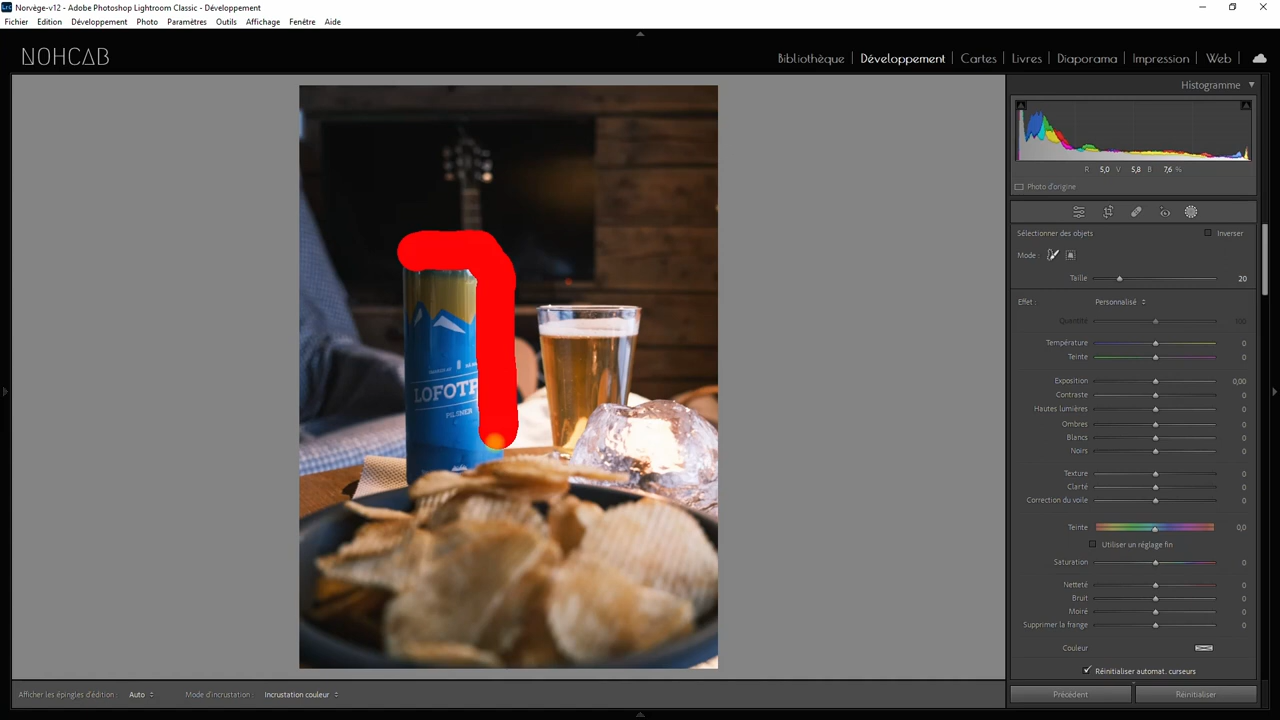 Norvège-v12 - Adobe Photoshop Lightroom Classic - Développement
Fichier Edition Développement Photo Paramètres Outils Affichage Fenêtre Aide
NOHCAB
Bibliothèque | Développement | Cartes | Livres | Diaporama | Impression | Web |
Histogramme
R 5,0 V 5,8 B 7,6 %
Photo d'origine
Sélectionner des objets Inverser
Mode :
Taille 20
Effet : Personnalisé
Quantité 100
Température 0
Teinte 0
Exposition 0,00
Contraste 0
Hautes lumières 0
Ombres 0
Blancs 0
Noirs 0
Texture 0
Clarté 0
Correction du voile 0
Teinte 0,0
Utiliser un réglage fin
Saturation 0
Netteté 0
Bruit 0
Moiré 0
Supprimer la frange 0
Couleur
Réinitialiser automat. curseurs
Précédent Réinitialiser
LOFOTP
PILSNER
Afficher les épingles d'édition : Auto Mode d'incrustation : Incrustation couleur